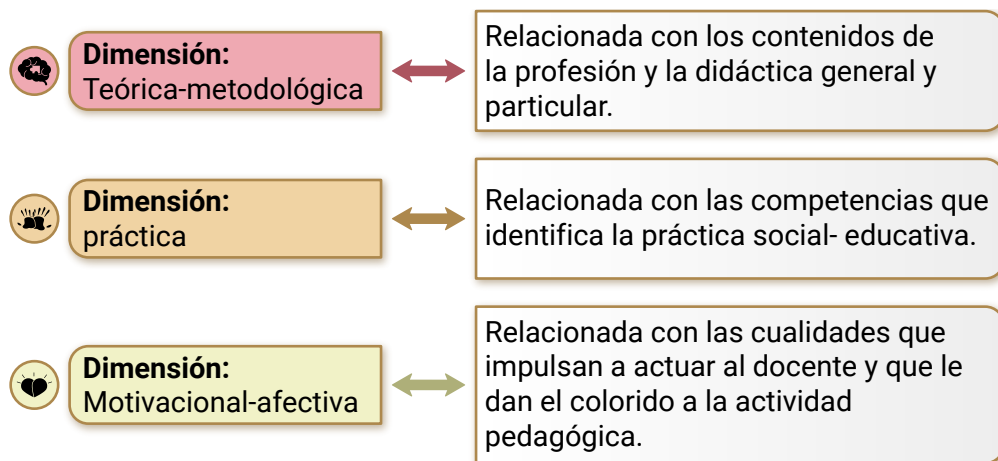 Dimensión:
Teórica-metodológica
Relacionada con los contenidos de
la profesión y la didáctica general y
particular.
Dimensión:
práctica
Relacionada con las competencias que
identifica la práctica social- educativa.
Dimensión:
Motivacional-afectiva
Relacionada con las cualidades que
impulsan a actuar al docente y que le
dan el colorido a la actividad
pedagógica.